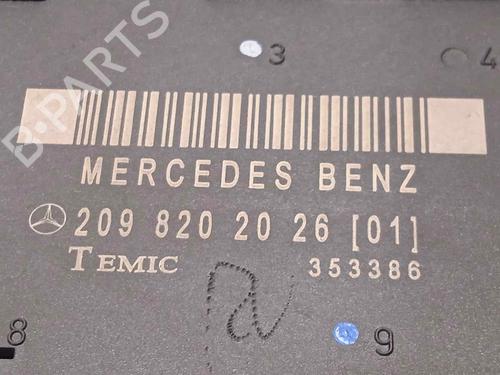 3 4
B-PARTS
MERCEDES BENZ
209 820 20 26 [01]
TEMIC 353386
8 9